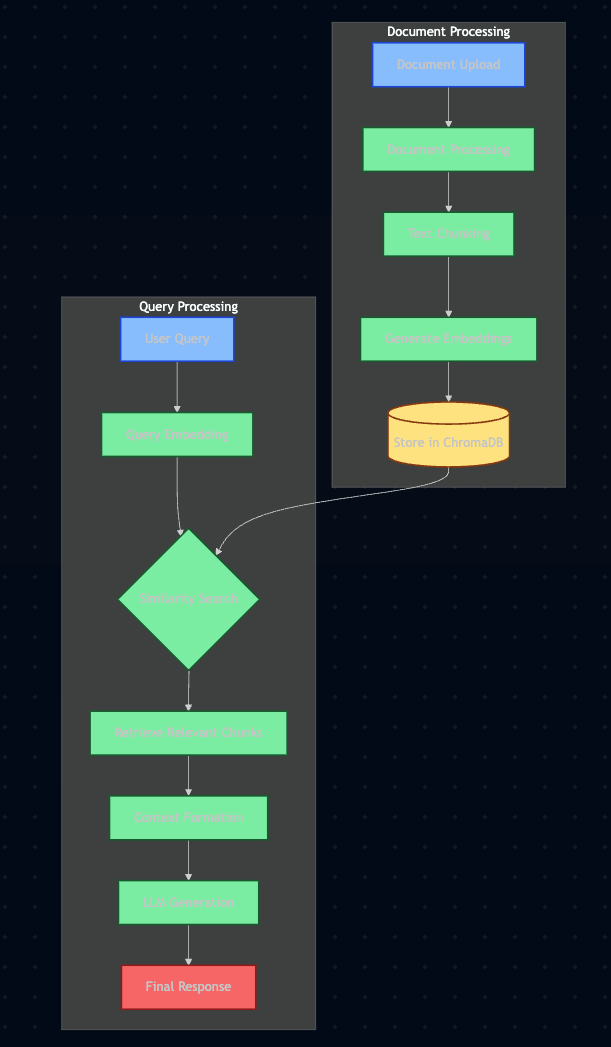 Document Processing
Document Upload
Document Processing
Text Chunking
Generate Embeddings
Store in ChromaDB
Query Processing
User Query
Query Embedding
Similarity Search
Retrieve Relevant Chunks
Context Formation
LLM Generation
Final Response